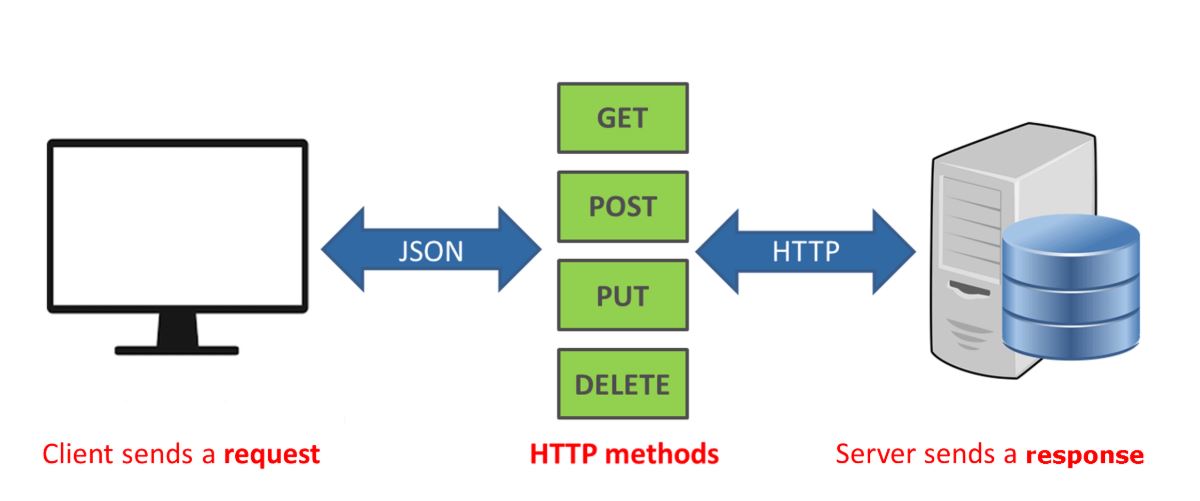 GET
POST
JSON
HTTP
PUT
DELETE
Client sends a request
HTTP methods
Server sends a response